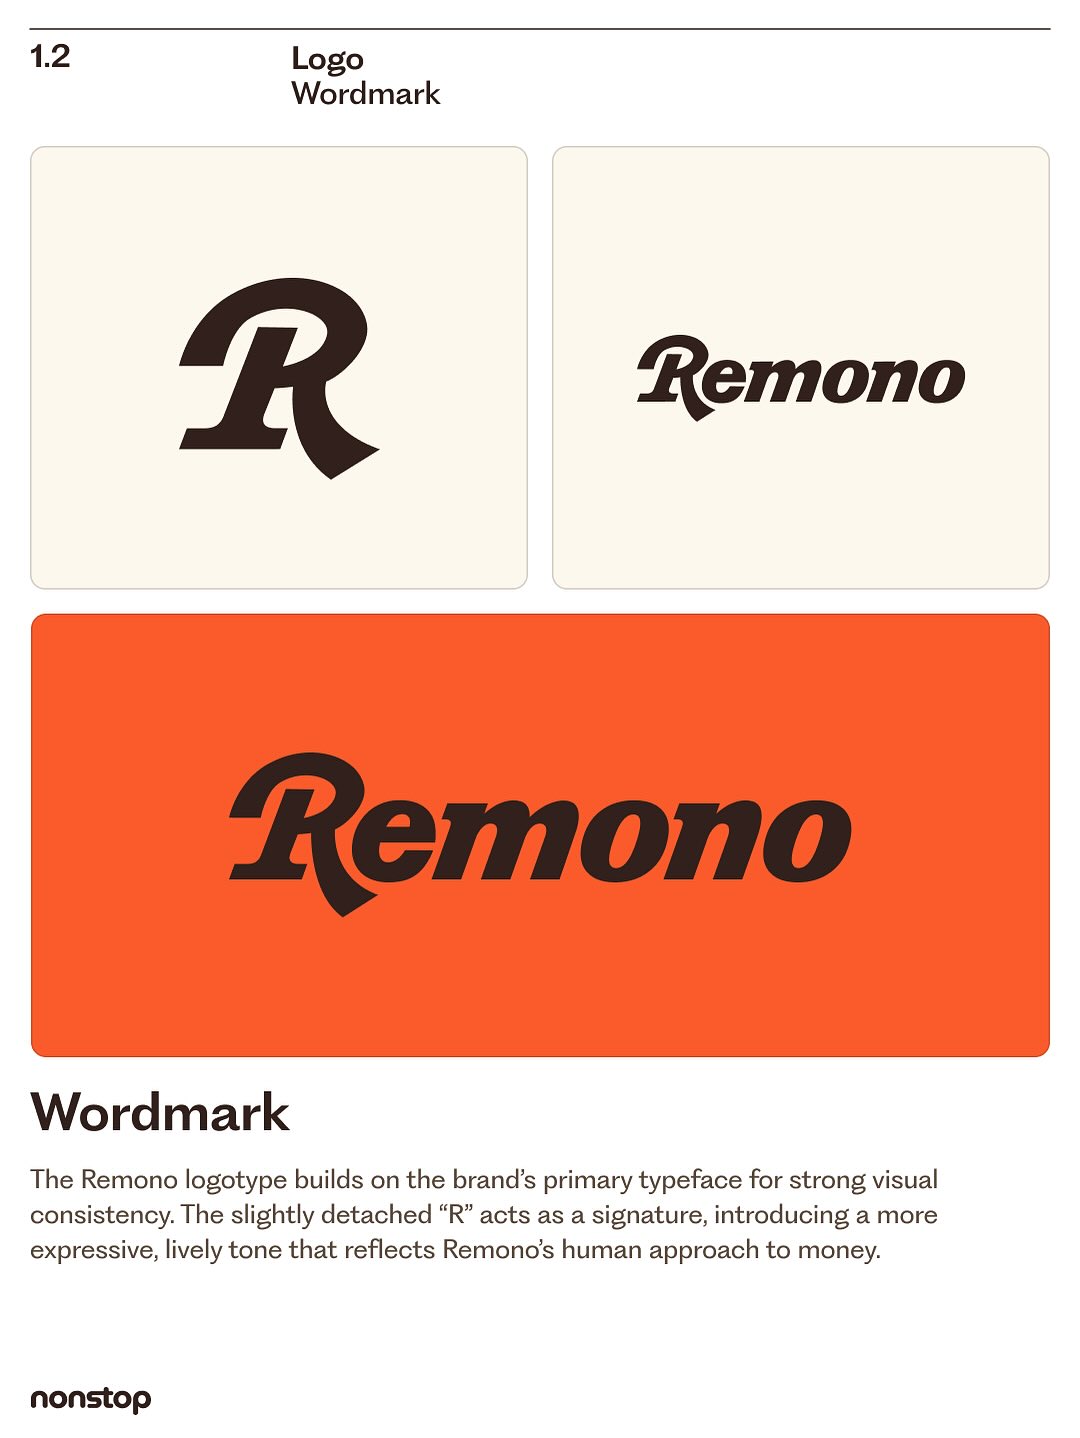 1.2
Logo
Wordmark
R
Remono
Remono
Wordmark
The Remono logotype builds on the brand’s primary typeface for strong visual
consistency. The slightly detached “R” acts as a signature, introducing a more
expressive, lively tone that reflects Remono’s human approach to money.
nonstop